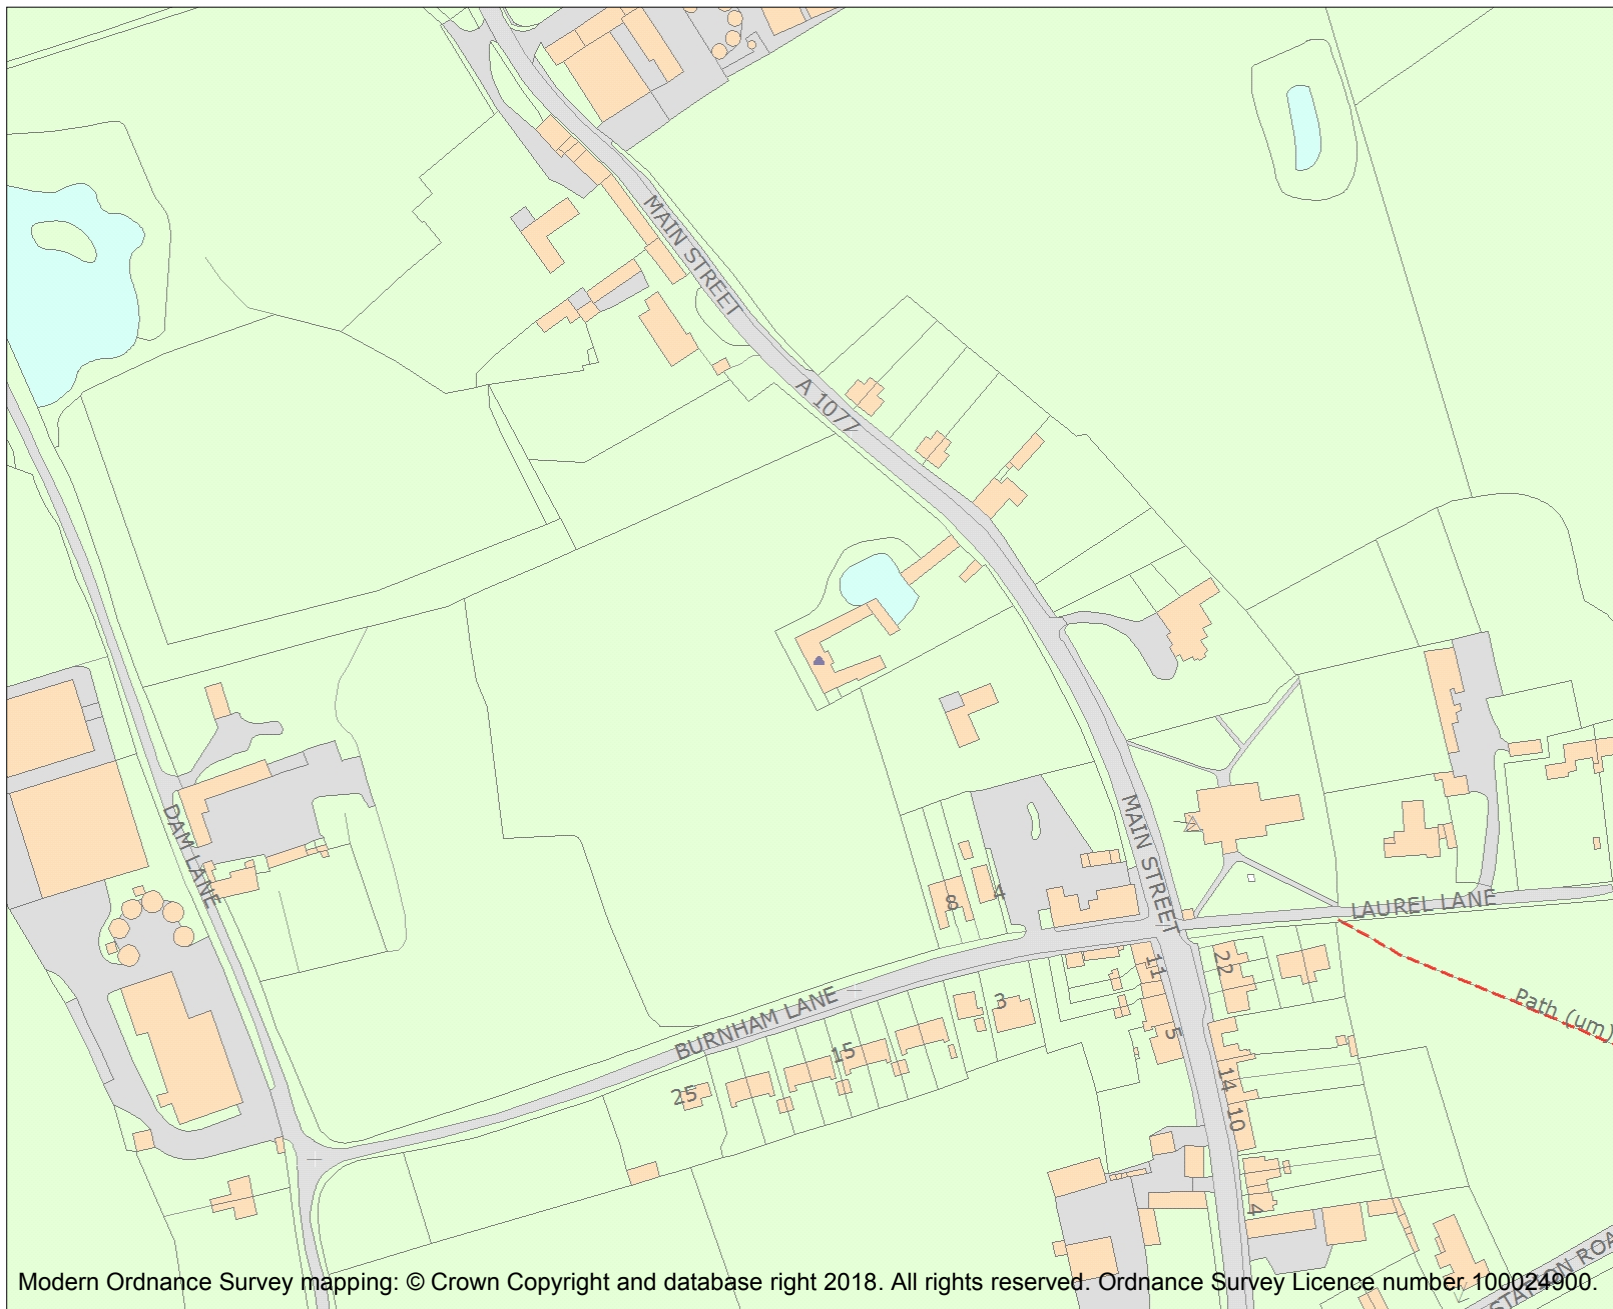 MAIN STREET
A 1077
DAM LANE
MAIN STREET
8
4
LAUREL LANE
11
22
BURNHAM LANE
3
Path (um)
5
15
25
14
10
4
STATION ROA
Modern Ordnance Survey mapping: © Crown Copyright and database right 2018. All rights reserved. Ordnance Survey Licence number 100024900.